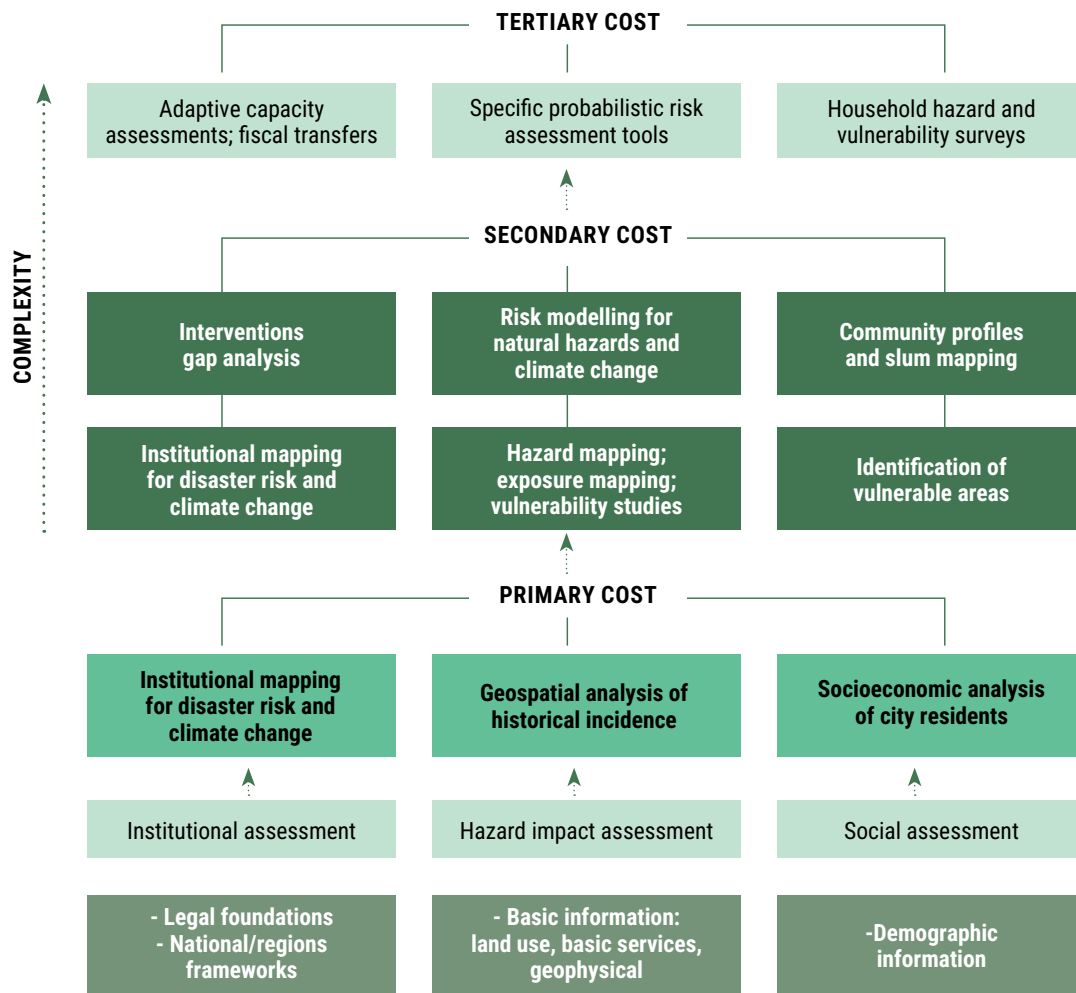 TERTIARY COST
Adaptive capacity
assessments; fiscal transfers
Specific probabilistic risk
assessment tools
Household hazard and
vulnerability surveys
COMPLEXITY
SECONDARY COST
Interventions
gap analysis
Risk modelling for
natural hazards and
climate change
Community profiles
and slum mapping
Institutional mapping
for disaster risk and
climate change
Hazard mapping;
exposure mapping;
vulnerability studies
Identification of
vulnerable areas
PRIMARY COST
Institutional mapping
for disaster risk and
climate change
Geospatial analysis of
historical incidence
Socioeconomic analysis
of city residents
Institutional assessment
Hazard impact assessment
Social assessment
- Legal foundations
- National/regions
frameworks
- Basic information:
land use, basic services,
geophysical
-Demographic
information